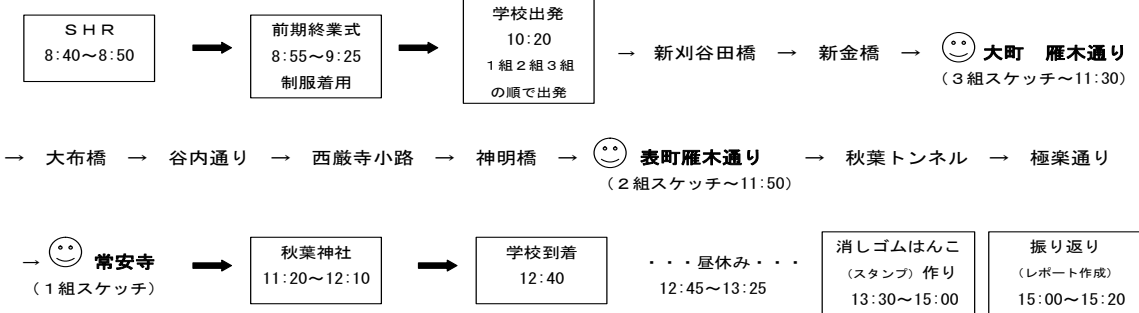 SHR
8:40～8:50
➡
前期終業式
8:55～9:25
制服着用
➡
学校出発
10:20
1組2組3組
の順で出発
→ 新刈谷田橋 → 新金橋 → 大町 雁木通り
（3組スケッチ～11:30）
→ 大布橋 → 谷内通り → 西厳寺小路 → 神明橋 → 表町雁木通り → 秋葉トンネル → 極楽通り
（2組スケッチ～11:50）
→ 常安寺
（1組スケッチ）
➡
秋葉神社
11:20～12:10
➡
学校到着
12:40
・・・昼休み・・・
12:45～13:25
消しゴムはんこ
（スタンプ）作り
13:30～15:00
振り返り
（レポート作成）
15:00～15:20